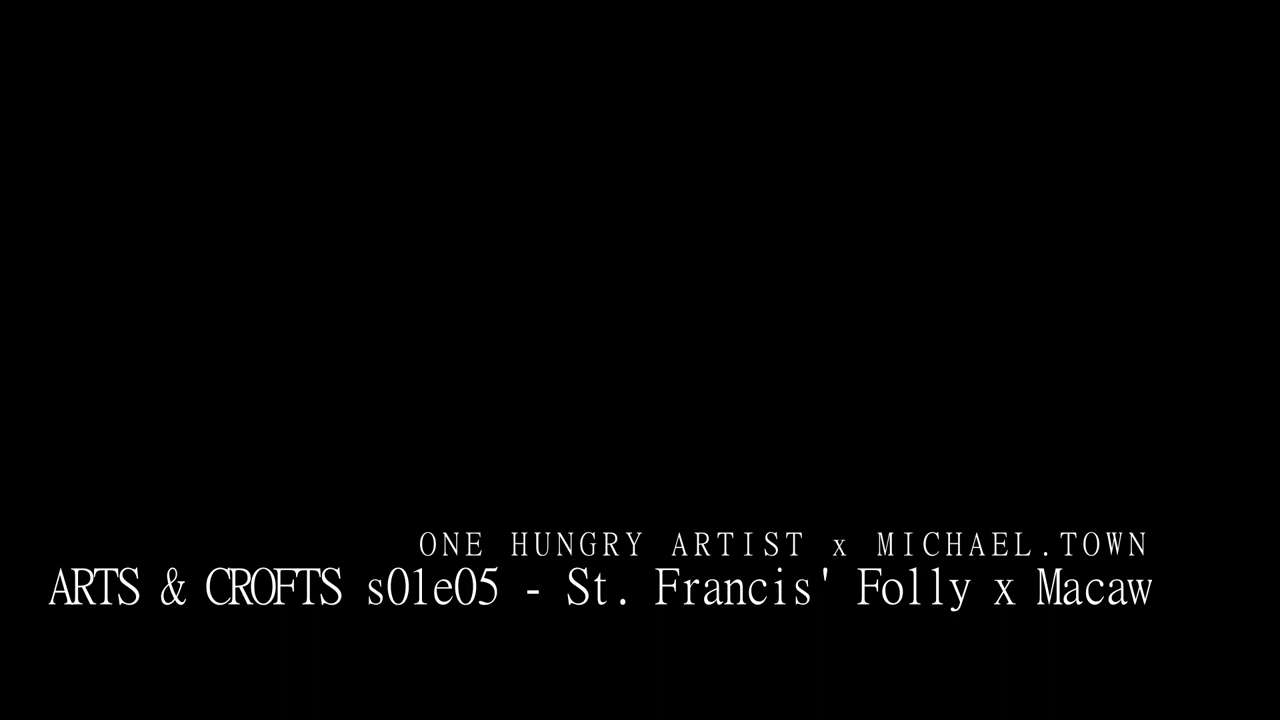 ONE HUNGRY ARTIST x MICHAEL.TOWN
ARTS & CROFTS s01e05 - St. Francis' Folly x Macaw